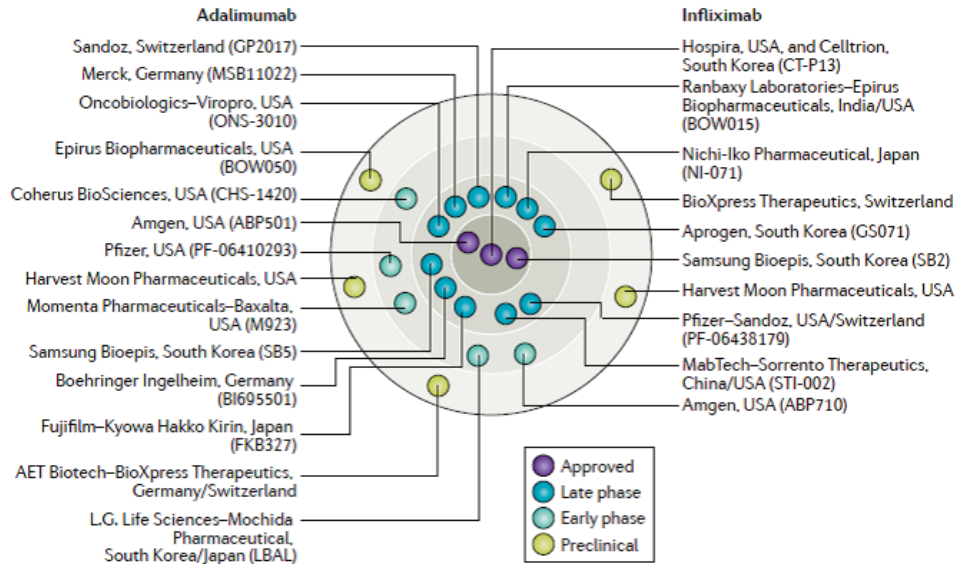 Adalimumab
Sandoz, Switzerland (GP2017)
Merck, Germany (MSB11022)
Oncobiologics–Viropro, USA
(ONS-3010)
Epirus Biopharmaceuticals, USA
(BOW050)
Coherus BioSciences, USA (CHS-1420)
Amgen, USA (ABP501)
Pfizer, USA (PF-06410293)
Harvest Moon Pharmaceuticals, USA
Momenta Pharmaceuticals–Baxalta,
USA (M923)
Samsung Bioepis, South Korea (SB5)
Boehringer Ingelheim, Germany
(BI695501)
Fujifilm–Kyowa Hakko Kirin, Japan
(FKB327)
AET Biotech–BioXpress Therapeutics,
Germany/Switzerland
L.G. Life Sciences–Mochida
Pharmaceutical,
South Korea/Japan (LBAL)
Infliximab
Hospira, USA, and Celltrion,
South Korea (CT-P13)
Ranbaxy Laboratories–Epirus
Biopharmaceuticals, India/USA
(BOW015)
Nichi-Iko Pharmaceutical, Japan
(NI-071)
BioXpress Therapeutics, Switzerland
Aprogen, South Korea (GS071)
Samsung Bioepis, South Korea (SB2)
Harvest Moon Pharmaceuticals, USA
Pfizer–Sandoz, USA/Switzerland
(PF-06438179)
MabTech–Sorrento Therapeutics,
China/USA (STI-002)
Amgen, USA (ABP710)
Approved
Late phase
Early phase
Preclinical